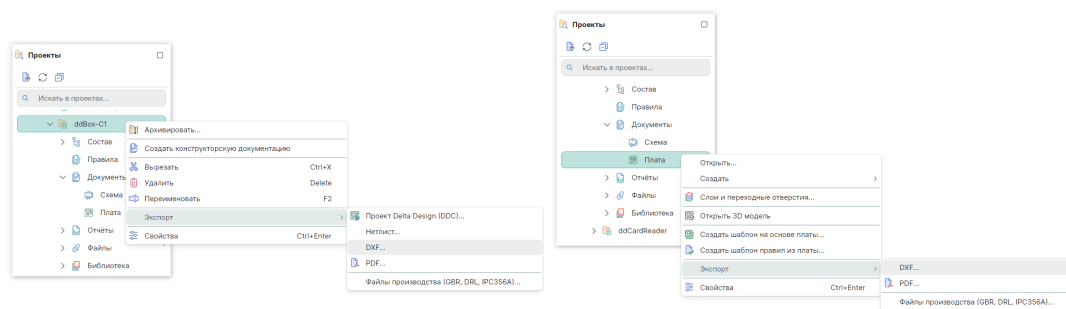 Проекты
Искать в проектах...
ddBox-C1
Состав
Правила
Документы
Схема
Плата
Отчёты
Файлы
Библиотека
Архивировать...
Создать конструкторскую документацию
Вырезать Ctrl+X
Удалить Delete
Переименовать F2
Экспорт
Свойства Ctrl+Enter
Проект Delta Design (DDC)...
Нетлист...
DXF...
PDF...
Файлы производства (GBR, DRL, IPC356A)...
Проекты
Искать в проектах...
Состав
Правила
Документы
Схема
Плата
Отчёты
Файлы
Библиотека
ddCardReader
Открыть...
Создать
Слои и переходные отверстия...
Открыть 3D модель
Создать шаблон на основе платы...
Создать шаблон правил из платы...
Экспорт
Свойства Ctrl+Enter
DXF...
PDF...
Файлы производства (GBR, DRL, IPC356A)...